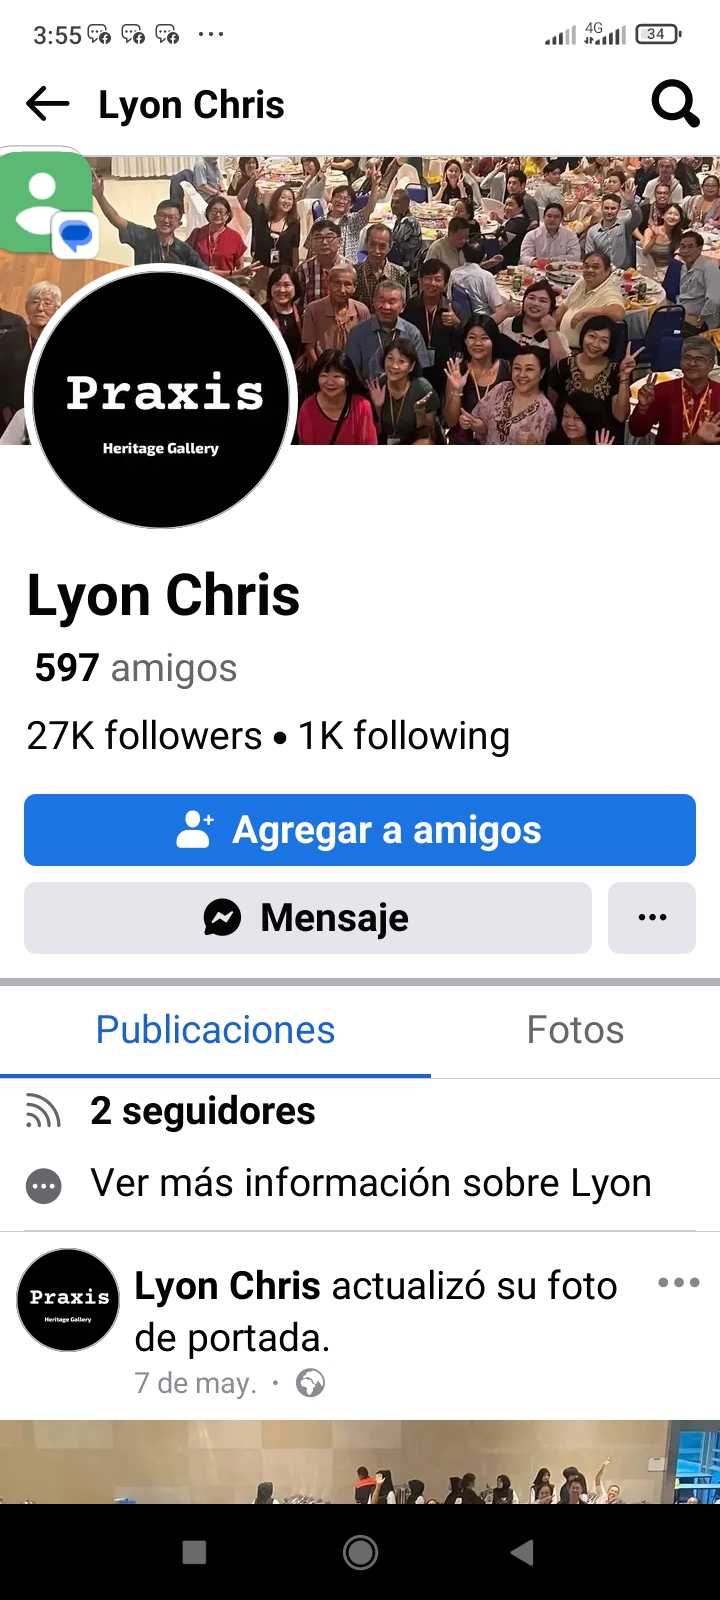 3:55
4G
34
Lyon Chris
Praxis
Heritage Gallery
Lyon Chris
597 amigos
27K followers • 1K following
Agregar a amigos
Mensaje
Publicaciones
Fotos
2 seguidores
Ver más información sobre Lyon
Praxis
Heritage Gallery
Lyon Chris actualizó su foto
de portada.
7 de may. ·